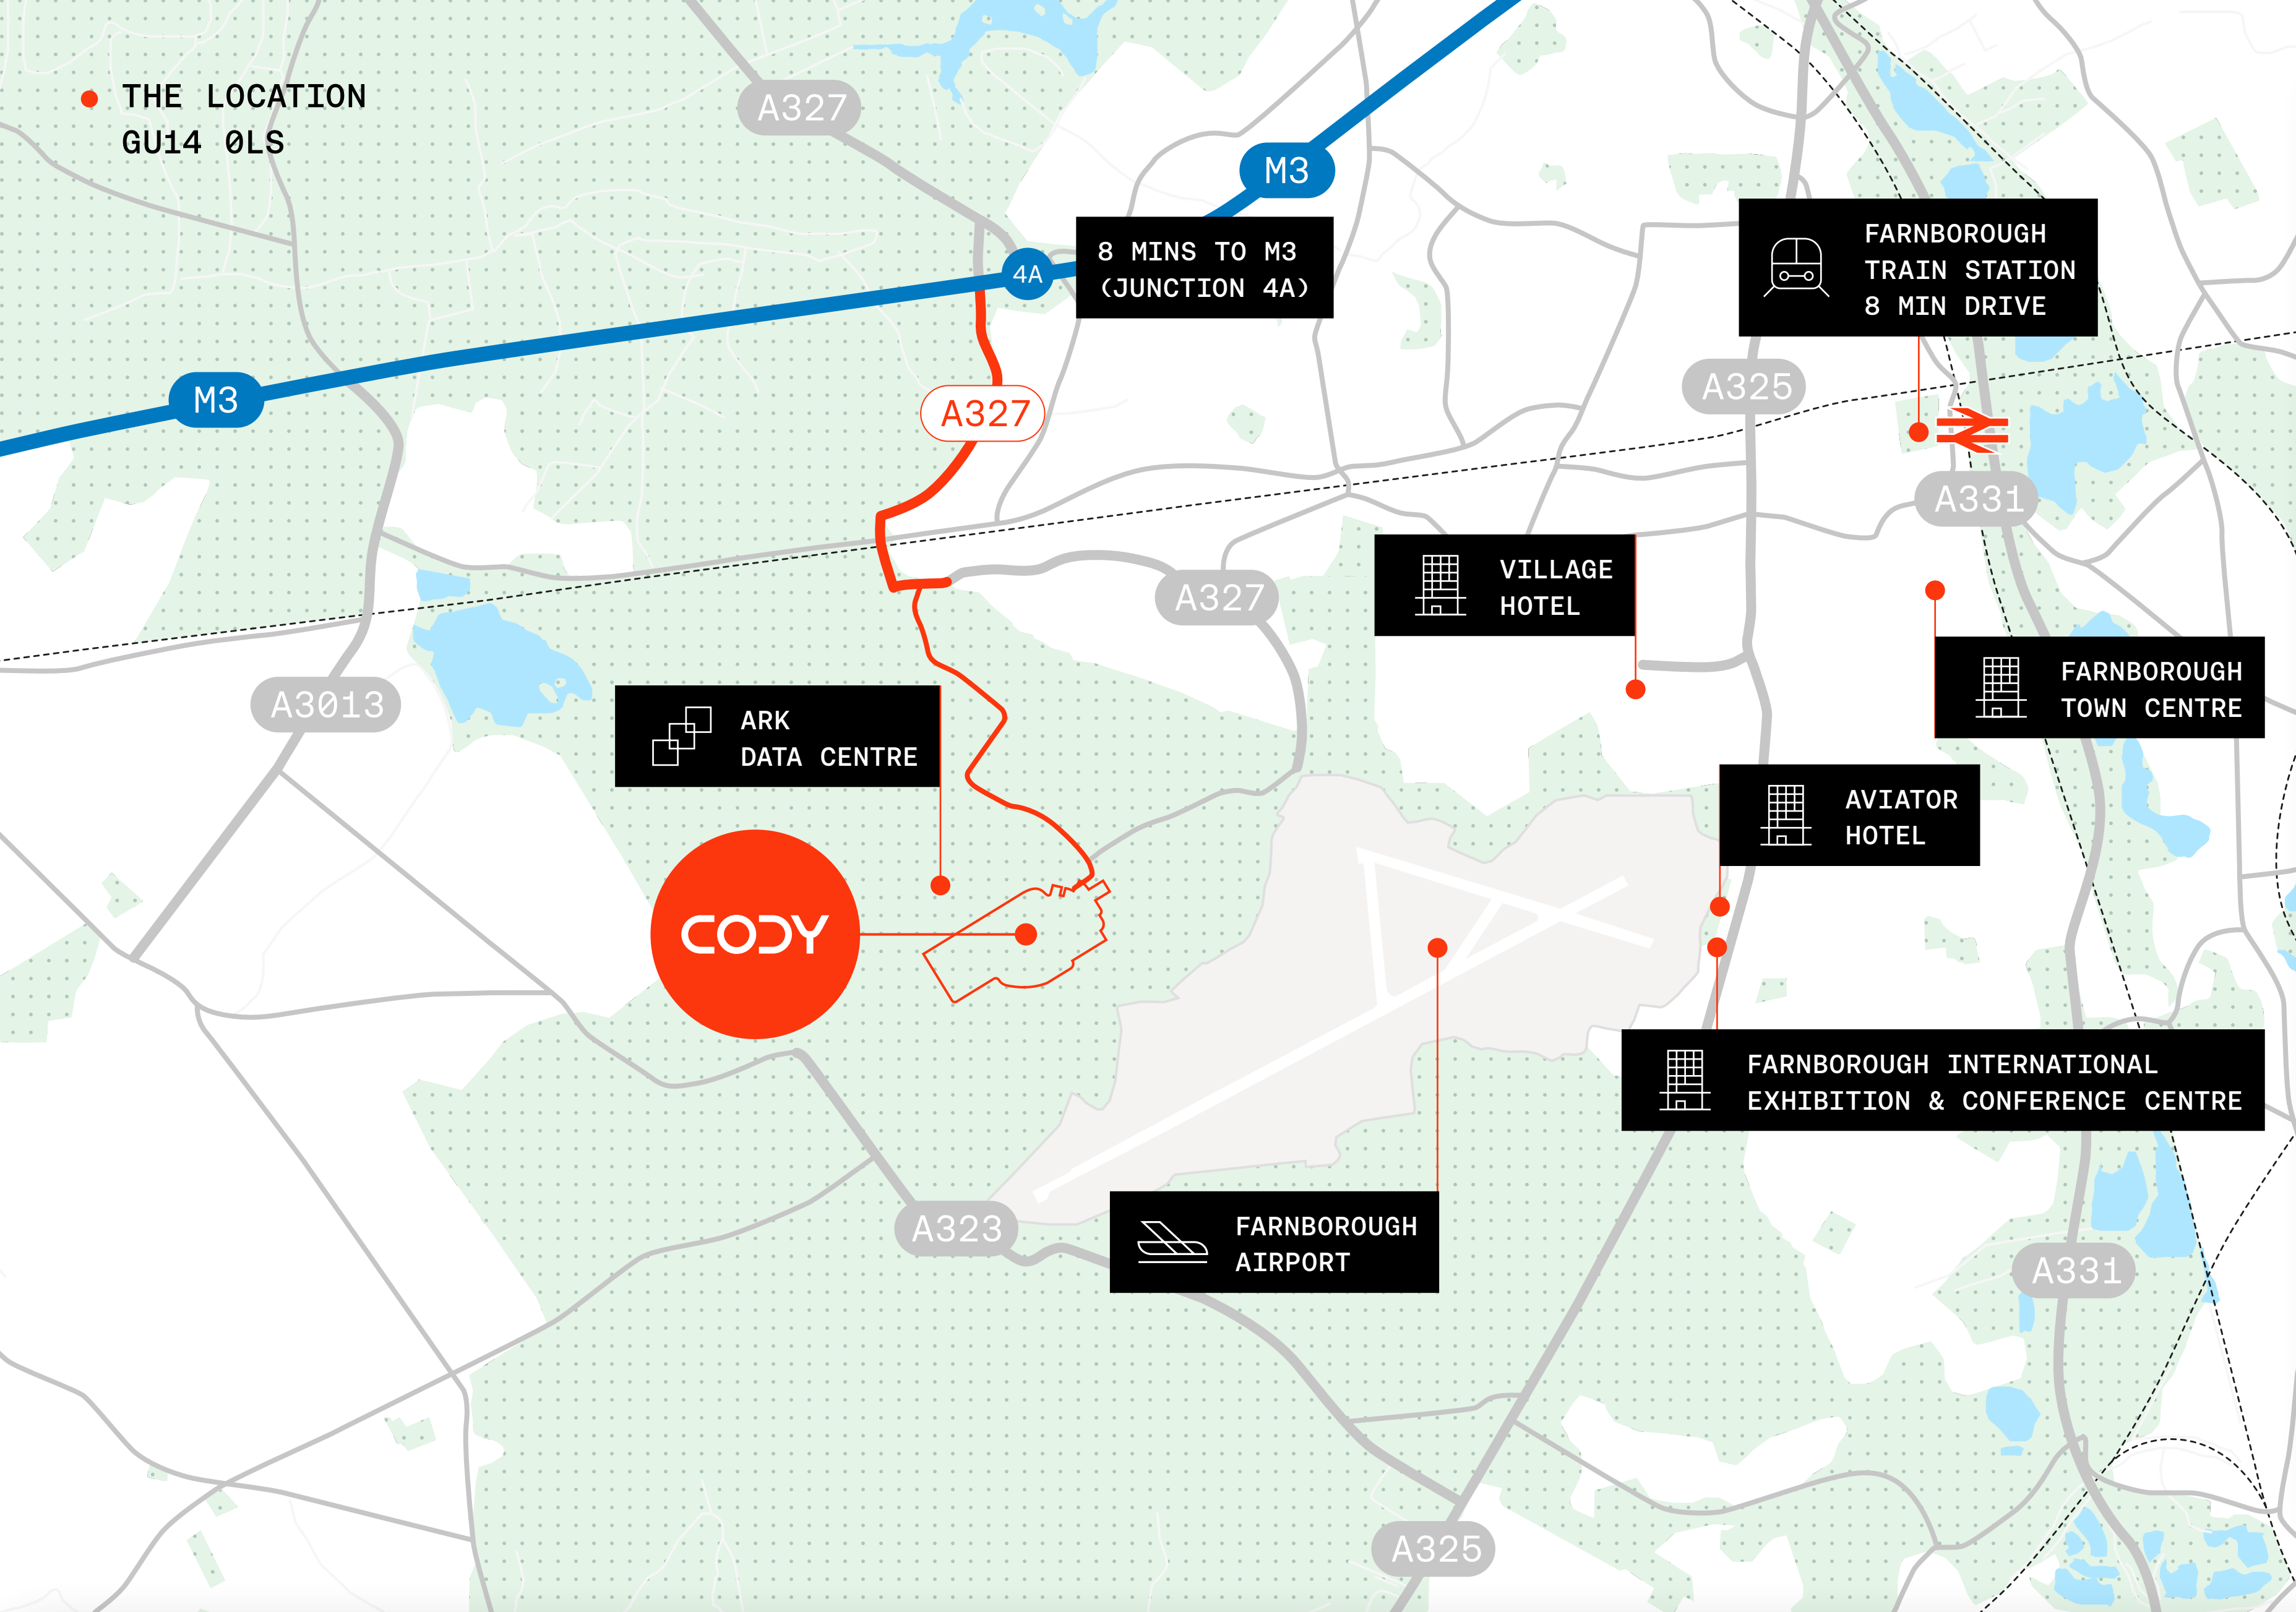 THE LOCATION
GU14 0LS
A327
M3
8 MINS TO M3
(JUNCTION 4A)
4A
FARNBOROUGH
TRAIN STATION
8 MIN DRIVE
M3
A327
A325
A331
VILLAGE
HOTEL
A327
FARNBOROUGH
TOWN CENTRE
A3013
ARK
DATA CENTRE
AVIATOR
HOTEL
CODY
FARNBOROUGH INTERNATIONAL
EXHIBITION & CONFERENCE CENTRE
A323
FARNBOROUGH
AIRPORT
A331
A325